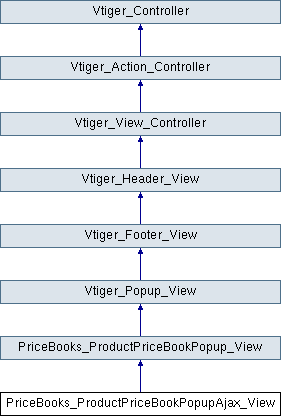 Vtiger_Controller
Vtiger_Action_Controller
Vtiger_View_Controller
Vtiger_Header_View
Vtiger_Footer_View
Vtiger_Popup_View
PriceBooks_ProductPriceBookPopup_View
PriceBooks_ProductPriceBookPopupAjax_View